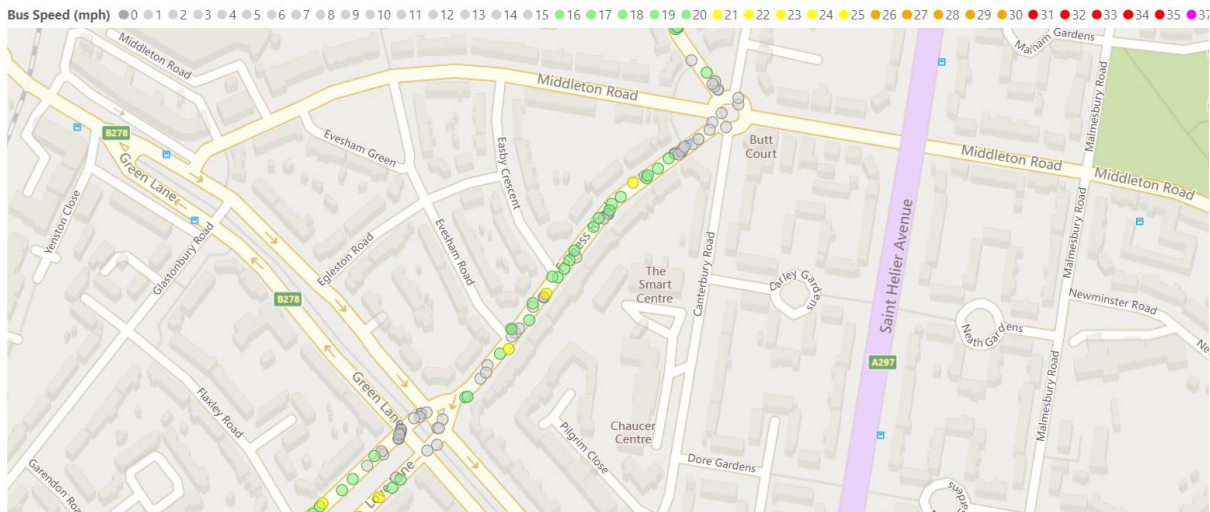 Bus Speed (mph) 0 1 2 3 4 5 6 7 8 9 10 11 12 13 14 15 16 17 18 19 20 21 22 23 24 25 26 27 28 29 30 31 32 33 34 35 37
Malham Gardens
Middleton Road
Middleton Road
Malmesbury Road
B278
Green Lane
Evesham Green
Easby Crescent
Butt
Court
Middleton Road
Middleton Road
Yenston Close
Glastonbury Road
Egleston Road
Evesham Road
Canterbury Road
Saint Helier Avenue
Malmesbury Road
The
Smart
Centre
Carley Gardens
Newminster Road
B278
Neath Gardens
Ne
A297
Green Lane
Flaxley Road
Malmesbury Road
Chaucer
Centre
Pilgrim Close
Dore Gardens
Garendon Road